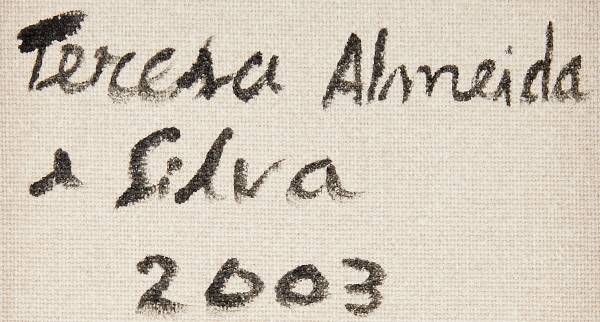 Teresa Almeida
e Silva
2003